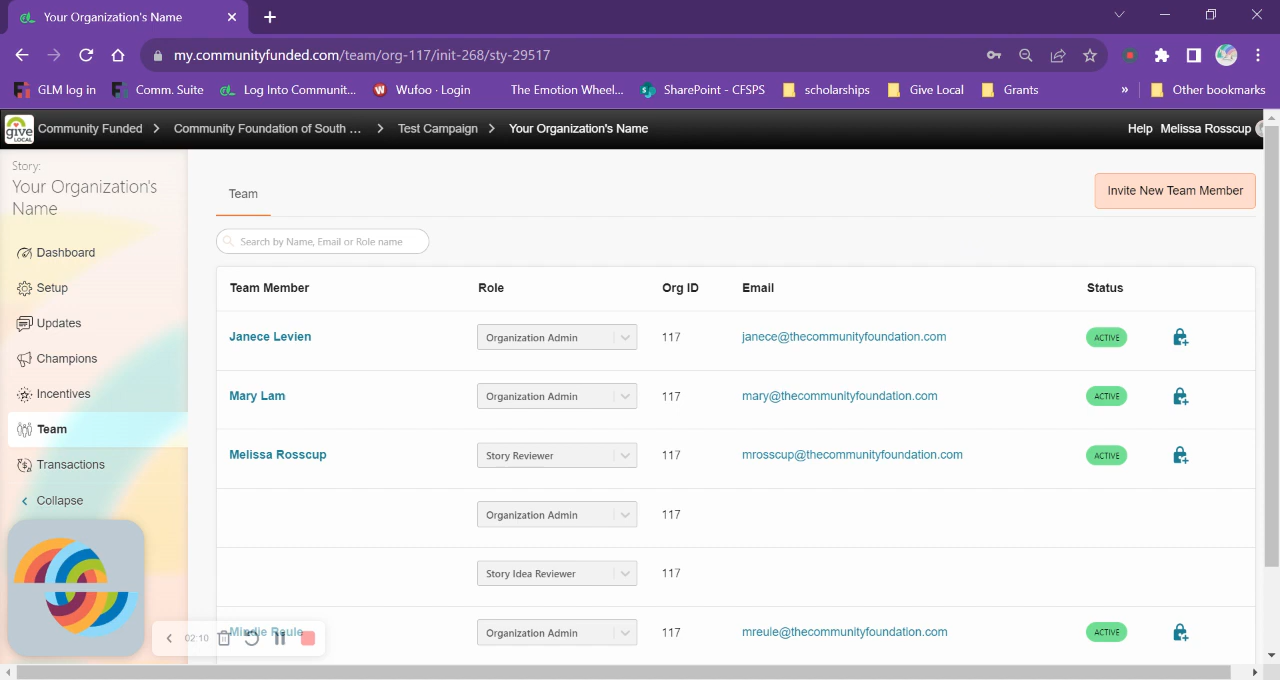 Your Organization's Name
my.communityfunded.com/team/org-117/init-268/sty-29517
GLM log in Comm. Suite Log Into Communit... Wufoo · Login The Emotion Wheel... SharePoint - CFSPS scholarships Give Local Grants » Other bookmarks
give LOCAL Community Funded > Community Foundation of South ... > Test Campaign > Your Organization's Name Help Melissa Rosscup
Story:
Your Organization's
Name
Dashboard
Setup
Updates
Champions
Incentives
Team
Transactions
Collapse
Team
Invite New Team Member
Search by Name, Email or Role name
Team Member Role Org ID Email Status
Janece Levien Organization Admin 117 janece@thecommunityfoundation.com ACTIVE
Mary Lam Organization Admin 117 mary@thecommunityfoundation.com ACTIVE
Melissa Rosscup Story Reviewer 117 mrosscup@thecommunityfoundation.com ACTIVE
Organization Admin 117
Story Idea Reviewer 117
Mindie Reule Organization Admin 117 mreule@thecommunityfoundation.com ACTIVE
02:10